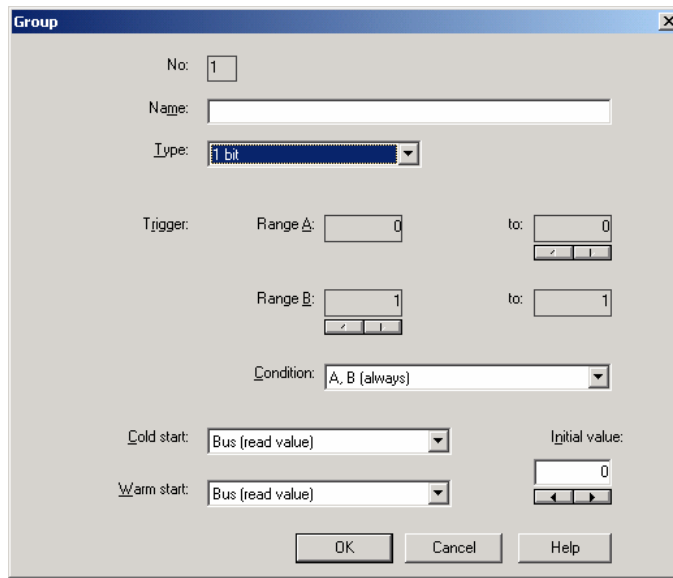 Group
No: 1
Name:
Type: 1 bit
Trigger: Range A: 0 to: 0
Range B: 1 to: 1
Condition: A, B (always)
Cold start: Bus (read value) Initial value:
0
Warm start: Bus (read value)
OK Cancel Help